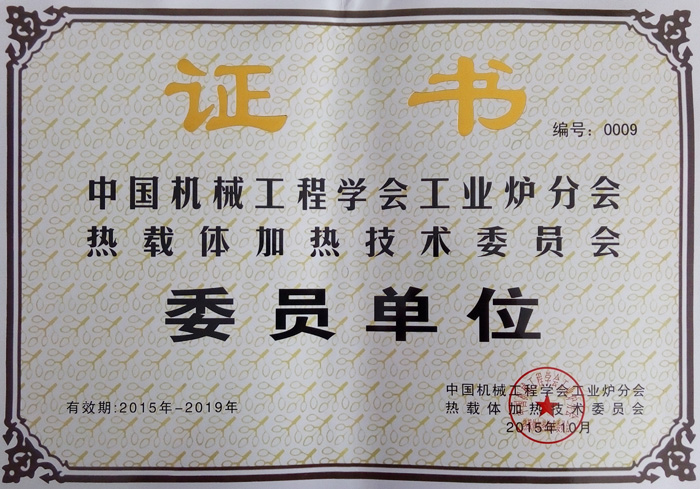 证书
编号：0009
中国机械工程学会工业炉分会
热载体加热技术委员会
委员单位
有效期:2015年-2019年
中国机械工程学会工业炉分会
热载体加热技术委员会
2015年10月